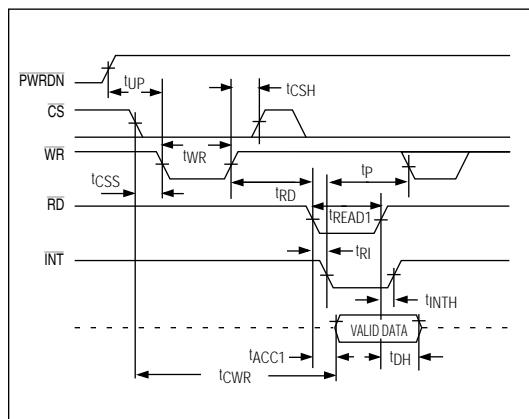 PWRDN
tUP
CS
tCSH
WR
tWR
tCSS
tP
tRD
RD
tREAD1
tRI
INT
tINTH
VALID DATA
tACC1
tDH
tCWR